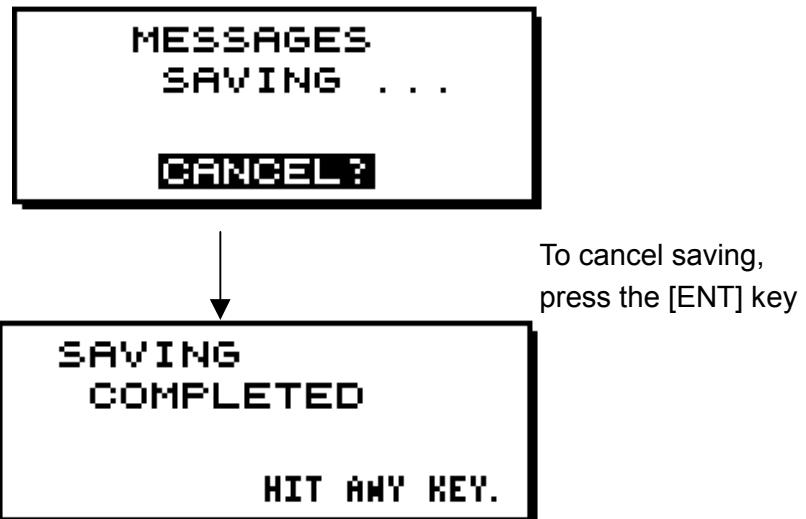 MESSAGES
SAVING ...
CANCEL?
To cancel saving,
press the [ENT] key
SAVING
COMPLETED
HIT ANY KEY.